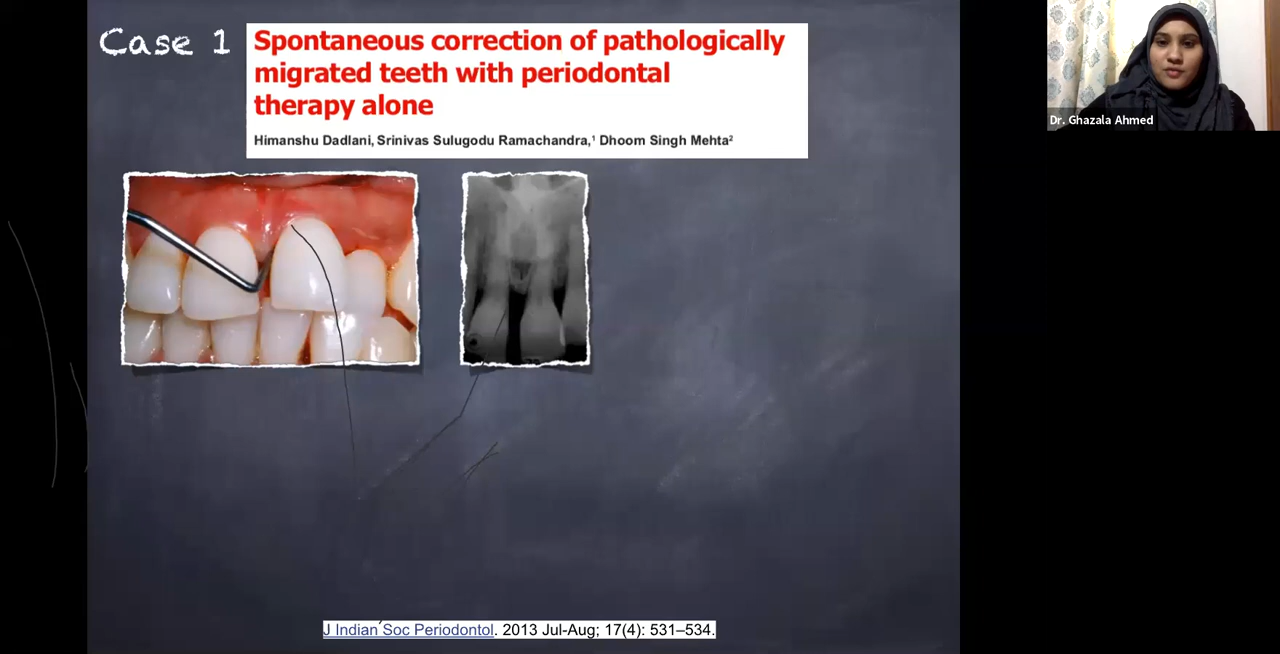 Case 1
Spontaneous correction of pathologically
migrated teeth with periodontal
therapy alone
Himanshu Dadlani, Srinivas Sulugodu Ramachandra,¹ Dhoom Singh Mehta²
Dr. Ghazala Ahmed
J Indian Soc Periodontol. 2013 Jul-Aug; 17(4): 531–534.